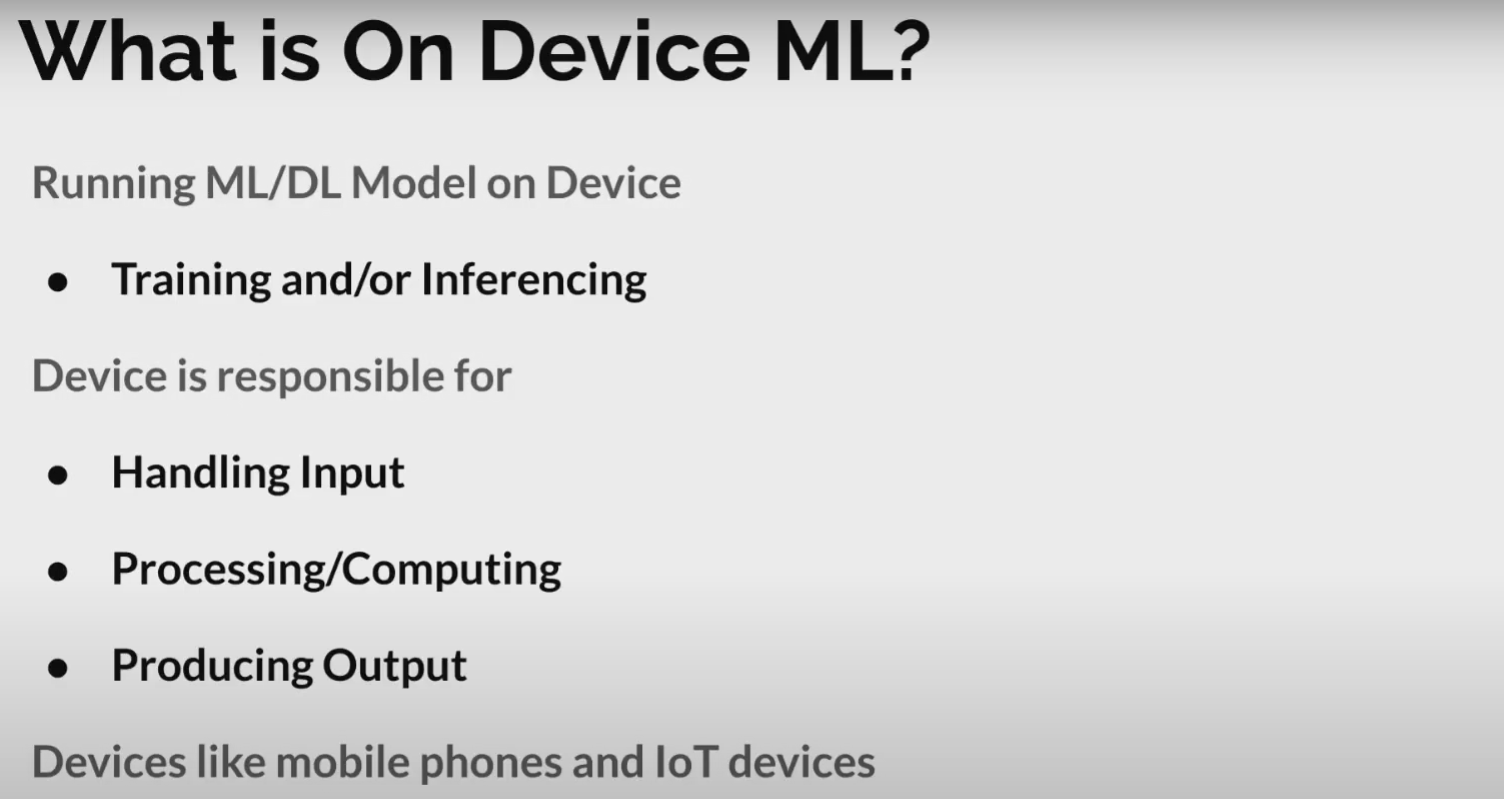 What is On Device ML?
Running ML/DL Model on Device
● Training and/or Inferencing
Device is responsible for
● Handling Input
● Processing/Computing
● Producing Output
Devices like mobile phones and IoT devices